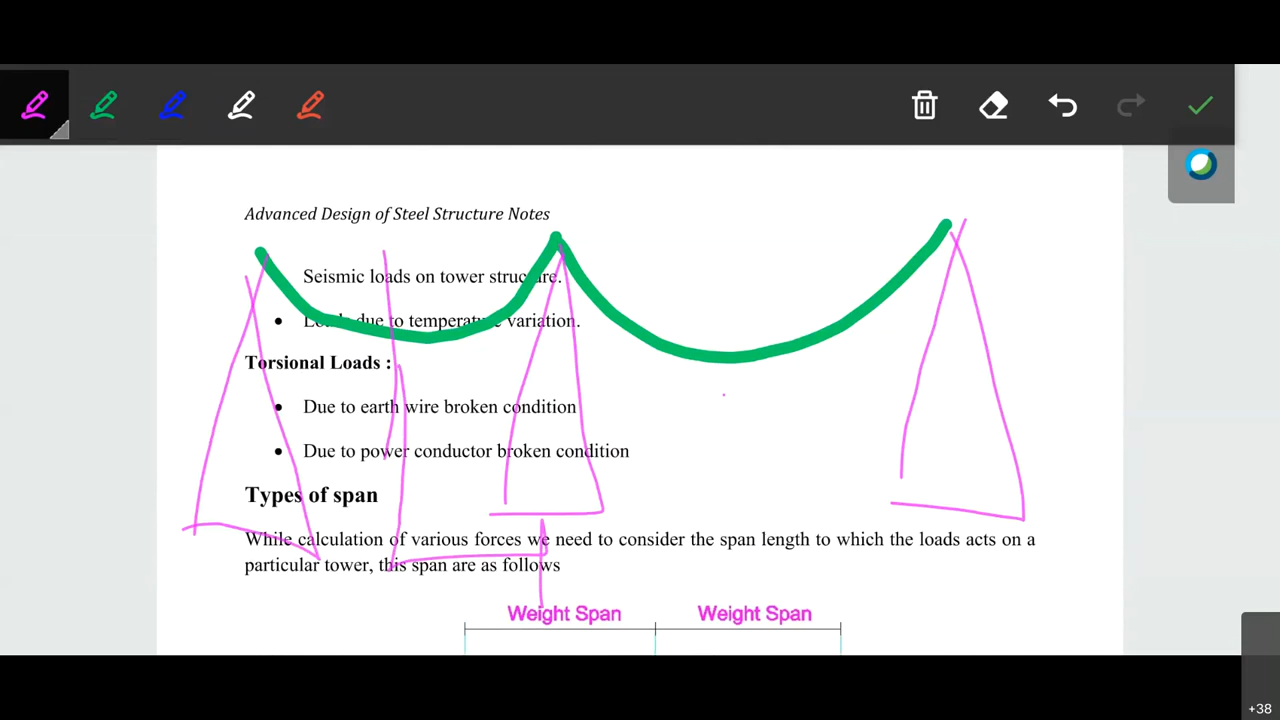 Advanced Design of Steel Structure Notes
Seismic loads on tower structure.
• Loads due to temperature variation.
Torsional Loads :
• Due to earth wire broken condition
• Due to power conductor broken condition
Types of span
While calculation of various forces we need to consider the span length to which the loads acts on a
particular tower, this span are as follows
Weight Span Weight Span
+38